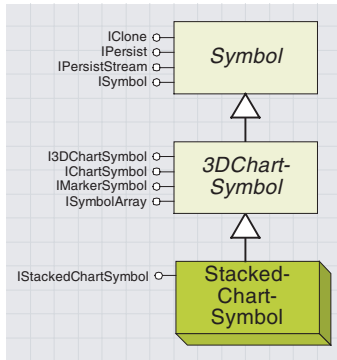 IClone
IPersist
IPersistStream
ISymbol
Symbol
I3DChartSymbol
IChartSymbol
IMarkerSymbol
ISymbolArray
3DChart-
Symbol
IStackedChartSymbol
Stacked-
Chart-
Symbol